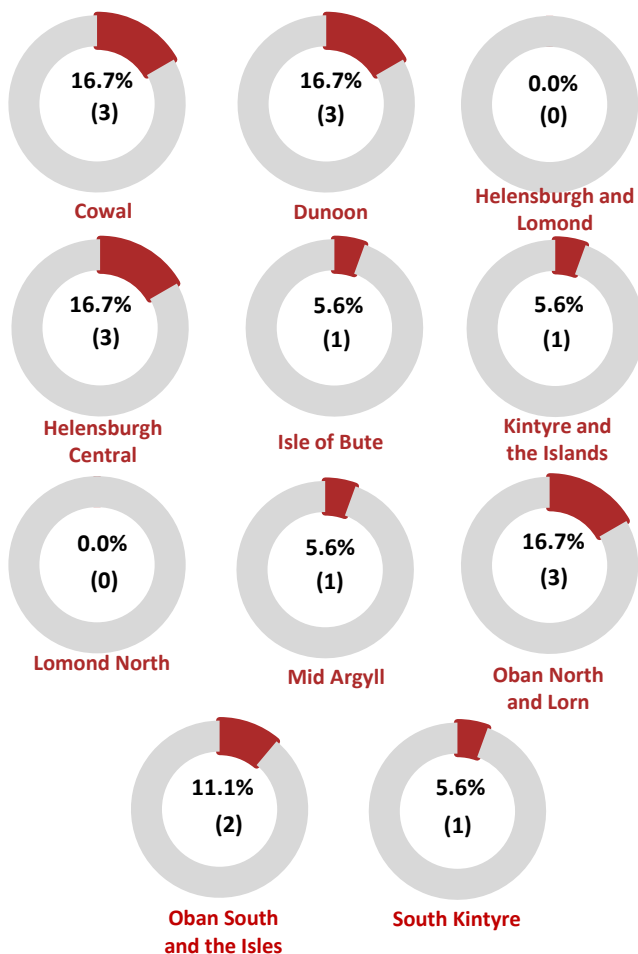 16.7%
(3)
Cowal
16.7%
(3)
Dunoon
0.0%
(0)
Helensburgh and
Lomond
16.7%
(3)
Helensburgh
Central
5.6%
(1)
Isle of Bute
5.6%
(1)
Kintyre and
the Islands
0.0%
(0)
Lomond North
5.6%
(1)
Mid Argyll
16.7%
(3)
Oban North
and Lorn
11.1%
(2)
Oban South
and the Isles
5.6%
(1)
South Kintyre